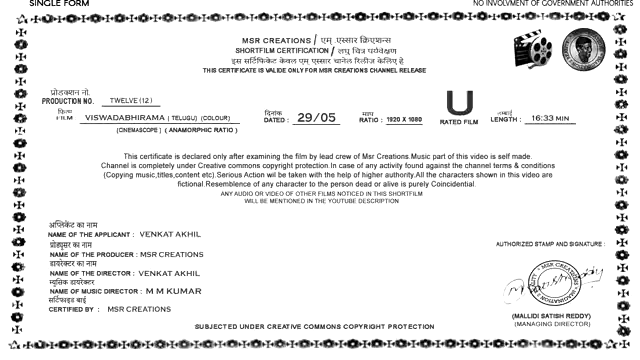 SINGLE FORM
NO INVOLVMENT OF GOVERNMENT AUTHORITIES
MSR CREATIONS / एम् एस्सार क्रिएशन्स
SHORTFILM CERTIFICATION / लघु चित्र पर्यवेक्षण
इस सर्टिफिकेट केवल एम् एस्सार चानेल रिलीज केलिए है
THIS CERTIFICATE IS VALID ONLY FOR MSR CREATIONS CHANNEL RELEASE
प्रोडक्शन नो.
PRODUCTION NO. TWELVE (12)
फिल्म
FILM VISWADABHIRAMA ( TELUGU) (COLOUR)
(CINEMASCOPE) ( ANAMORPHIC RATIO )
दिनांक
DATED : 29/05
RATIO : 1920 X 1080
U
RATED FILM
लम्बाई
LENGTH : 16:33 MIN
This certificate is declared only after examining the film by lead crew of Msr Creations.Music part of this video is self made.
Channel is completely under Creative commons copyright protection.In case of any activity found against the channel terms & conditions
(Copying music,titles,content etc).Serious Action wil be taken with the help of higher authority.All the characters shown in this video are
fictional.Resemblence of any character to the person dead or alive is purely Coincidential.
ANY AUDIO OR VIDEO OF OTHER FILMS NOTICED IN THIS SHORTFILM
WILL BE MENTIONED IN THE YOUTUBE DESCRIPTION
अप्लिकेंट का नाम
NAME OF THE APPLICANT : VENKAT AKHIL
प्रोड्यूसर का नाम
NAME OF THE PRODUCER : MSR CREATIONS
डायरेक्टर का नाम
NAME OF THE DIRECTOR : VENKAT AKHIL
म्यूसिक डायरेक्टर
NAME OF MUSIC DIRECTOR : M M KUMAR
सर्टिफाइड बाई
CERTIFIED BY : MSR CREATIONS
AUTHORIZED STAMP AND SIGNATURE :
MSR CREATIONS
(MALLIDI SATISH REDDY)
(MANAGING DIRECTOR)
SUBJECTED UNDER CREATIVE COMMONS COPYRIGHT PROTECTION